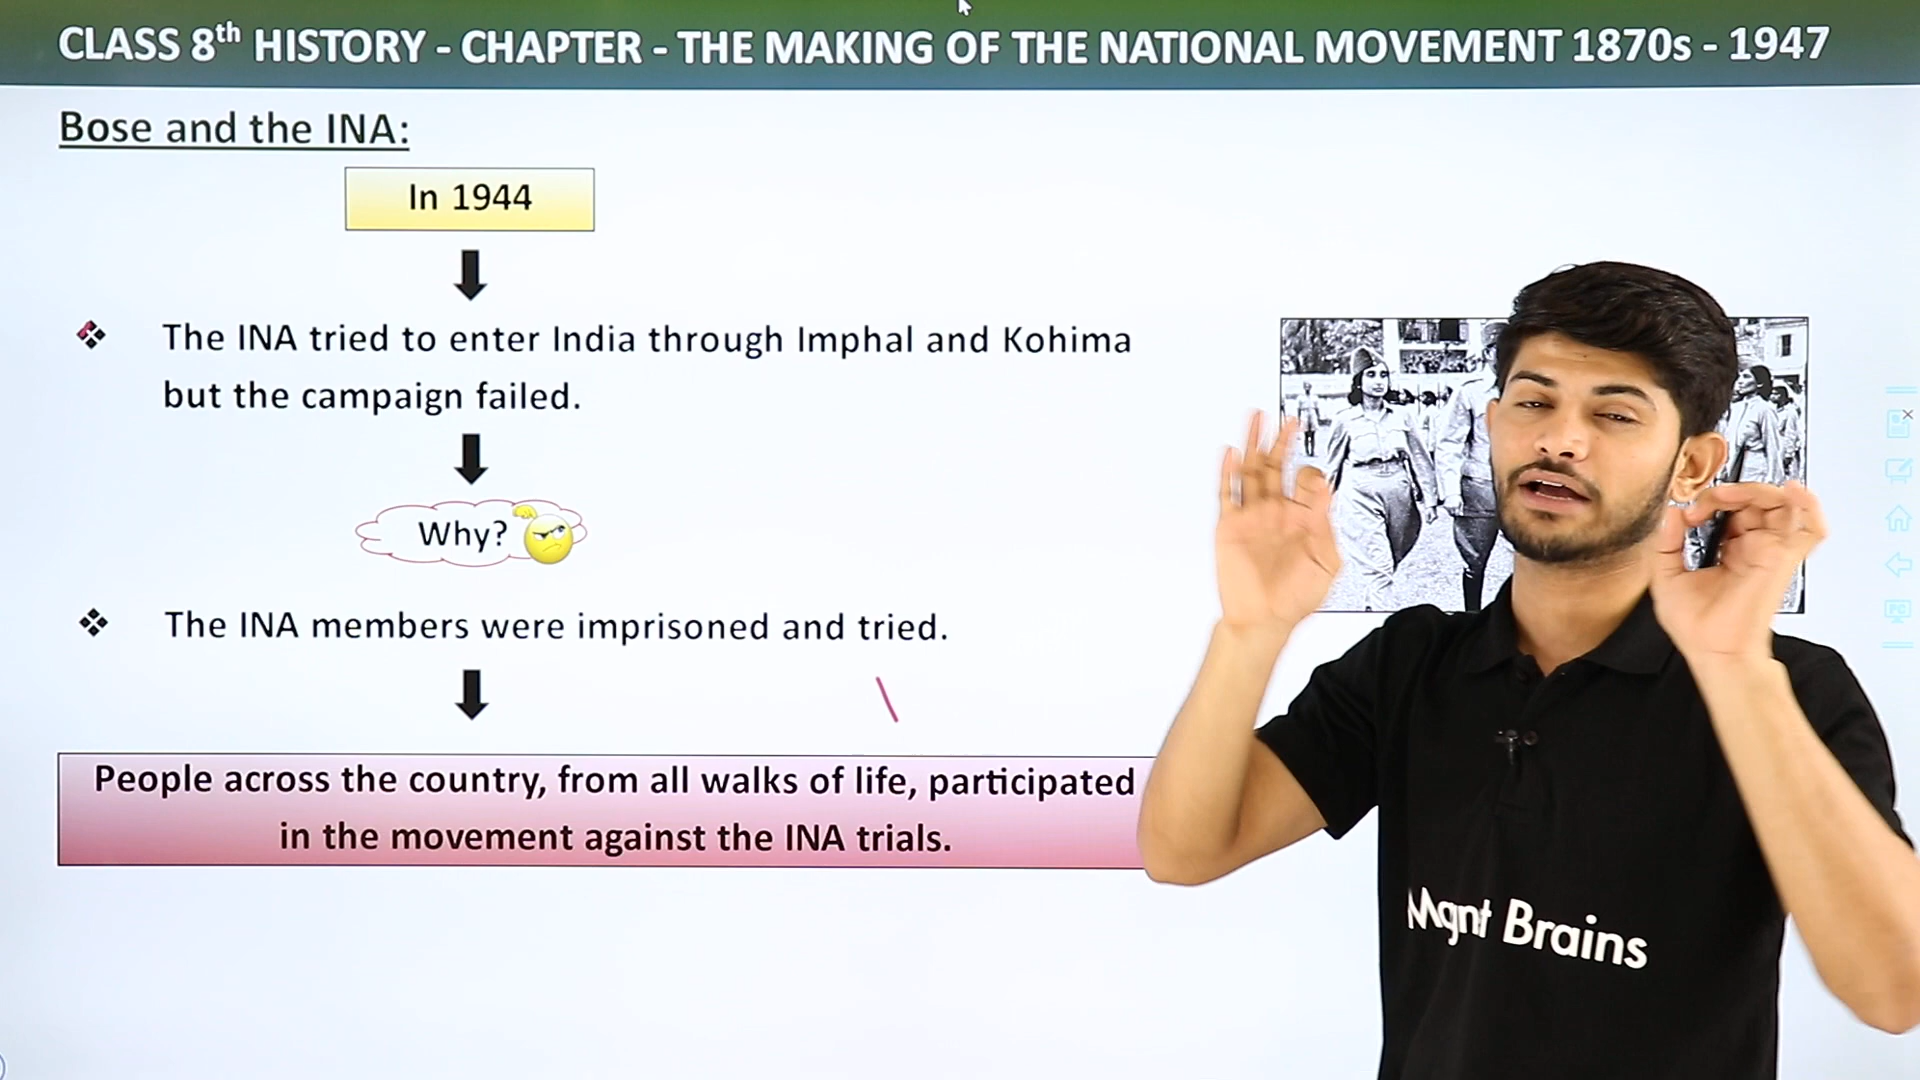 CLASS 8th HISTORY - CHAPTER - THE MAKING OF THE NATIONAL MOVEMENT 1870s - 1947
Bose and the INA:
In 1944
❖ The INA tried to enter India through Imphal and Kohima
but the campaign failed.
Why?
❖ The INA members were imprisoned and tried.
People across the country, from all walks of life, participated
in the movement against the INA trials.
Mgnt Brains